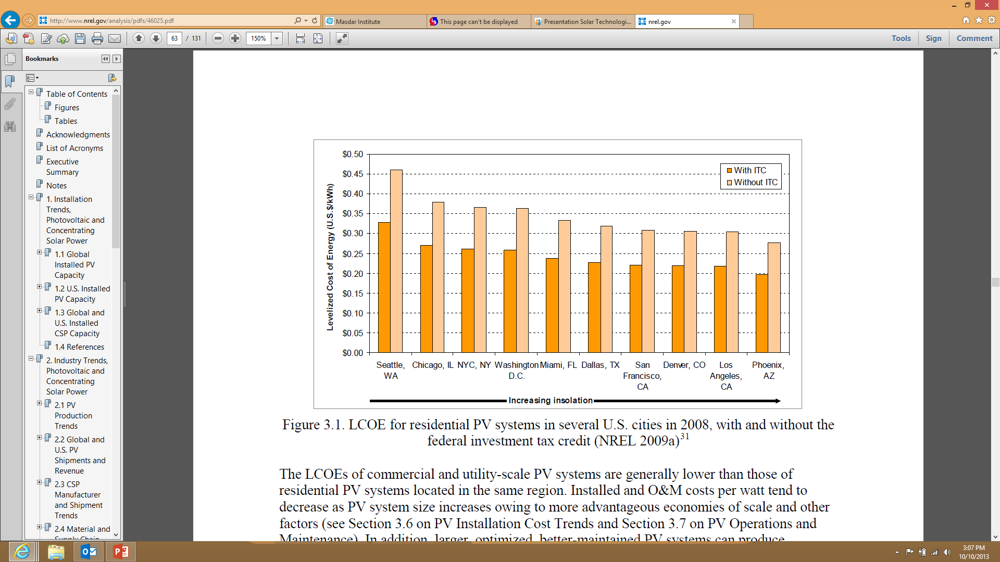 http://www.nrel.gov/analysis/pdfs/46025.pdf
Masdar Institute
This page can't be displayed
Presentation Solar Technologi...
nrel.gov
63 / 131
150%
Tools
Sign
Comment
Bookmarks
Table of Contents
Figures
Tables
Acknowledgments
List of Acronyms
Executive
Summary
Notes
1. Installation
Trends,
Photovoltaic and
Concentrating
Solar Power
1.1 Global
Installed PV
Capacity
1.2 U.S. Installed
PV Capacity
1.3 Global and
U.S. Installed
CSP Capacity
1.4 References
2. Industry Trends,
Photovoltaic and
Concentrating
Solar Power
2.1 PV
Production
Trends
2.2 Global and
U.S. PV
Shipments and
Revenue
2.3 CSP
Manufacturer
and Shipment
Trends
2.4 Material and
Supply Chain
Levelized Cost of Energy (U.S.$/kWh)
$0.50
$0.45
$0.40
$0.35
$0.30
$0.25
$0.20
$0.15
$0.10
$0.05
$0.00
With ITC
Without ITC
Seattle,
WA
Chicago, IL
NYC, NY
Washington
D.C.
Miami, FL
Dallas, TX
San
Francisco,
CA
Denver, CO
Los
Angeles,
CA
Phoenix,
AZ
Increasing insolation
Figure 3.1. LCOE for residential PV systems in several U.S. cities in 2008, with and without the
federal investment tax credit (NREL 2009a)31
The LCOEs of commercial and utility-scale PV systems are generally lower than those of
residential PV systems located in the same region. Installed and O&M costs per watt tend to
decrease as PV system size increases owing to more advantageous economies of scale and other
factors (see Section 3.6 on PV Installation Cost Trends and Section 3.7 on PV Operations and
Maintenance). In addition, larger, optimized, better-maintained PV systems can produce
3:07 PM
10/10/2013